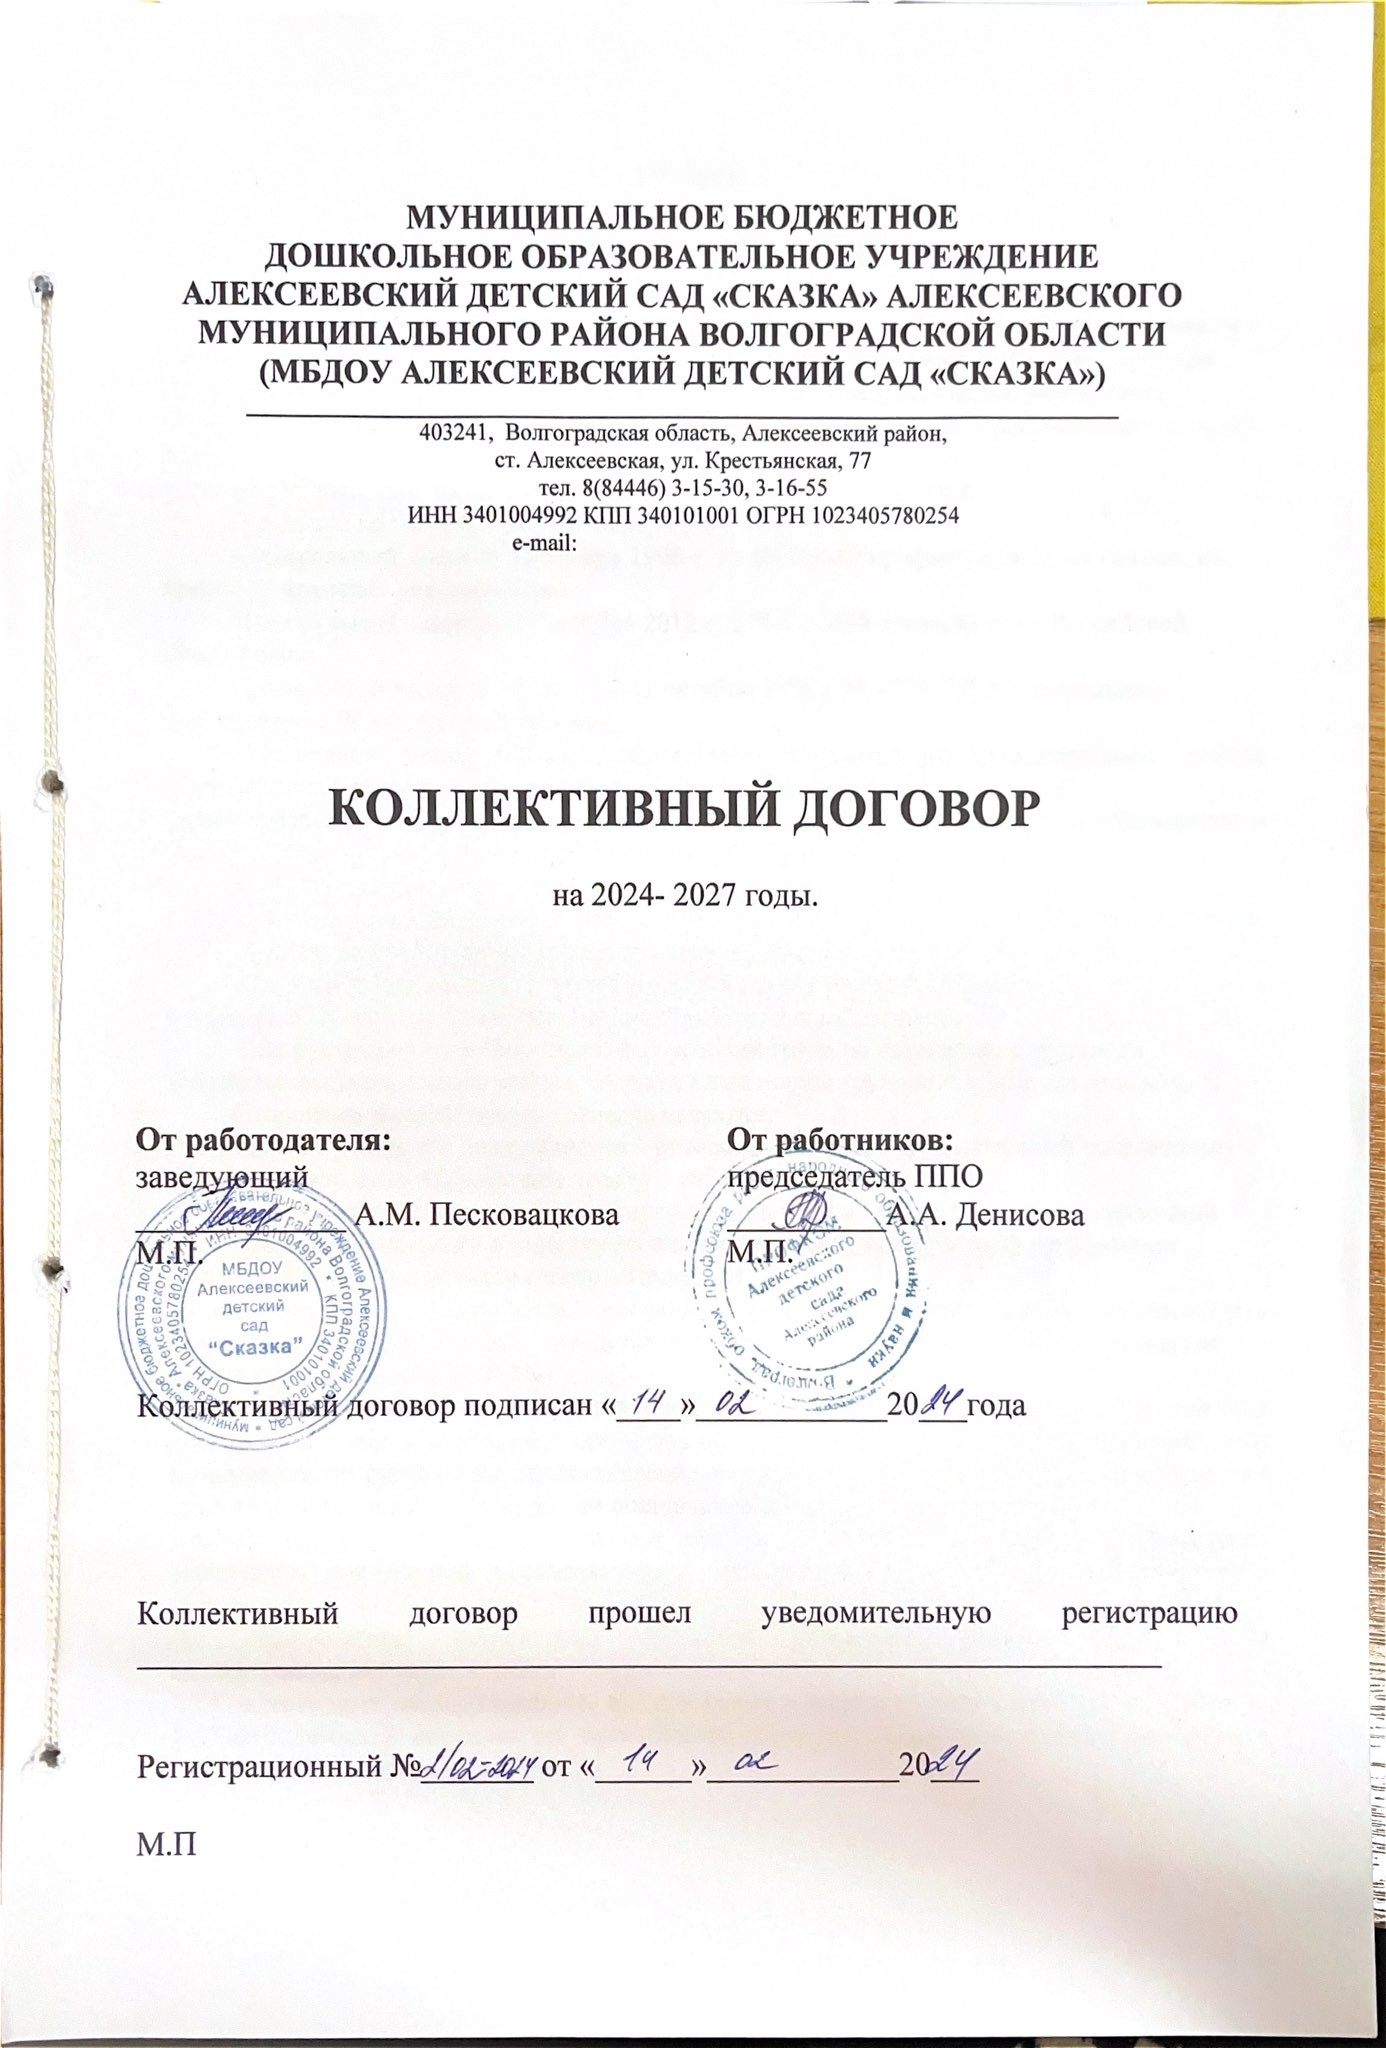 МУНИЦИПАЛЬНОЕ БЮДЖЕТНОЕ
ДОШКОЛЬНОЕ ОБРАЗОВАТЕЛЬНОЕ УЧРЕЖДЕНИЕ
АЛЕКСЕЕВСКИЙ ДЕТСКИЙ САД «СКАЗКА» АЛЕКСЕЕВСКОГО
МУНИЦИПАЛЬНОГО РАЙОНА ВОЛГОГРАДСКОЙ ОБЛАСТИ
(МБДОУ АЛЕКСЕЕВСКИЙ ДЕТСКИЙ САД «СКАЗКА»)
403241, Волгоградская область, Алексеевский район,
ст. Алексеевская, ул. Крестьянская, 77
тел. 8(84446) 3-15-30, 3-16-55
ИНН 3401004992 КПП 340101001 ОГРН 1023405780254
e-mail:
КОЛЛЕКТИВНЫЙ ДОГОВОР
на 2024- 2027 годы.
От работодателя:
заведующий
А.М. Песковацкова
М.П.
МБДОУ
Алексеевский
детский
сад
"Сказка"
От работников:
председатель ППО
А.А. Денисова
М.П.
ПРОФКОМ
Алексеевского
детского
сада
Алексеевского
района
Коллективный договор подписан «14» 02 2024 года
Коллективный договор прошел уведомительную регистрацию
Регистрационный №2/02-2024 от «14» 02 2024
М.П